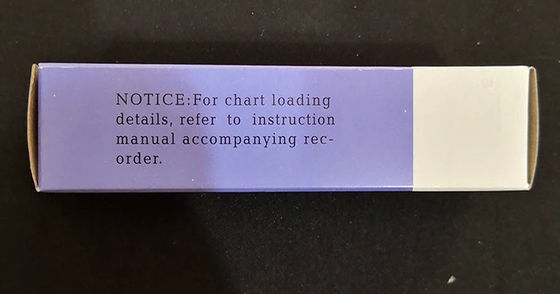 NOTICE:For chart loading
details, refer to instruction
manual accompanying rec-
order.